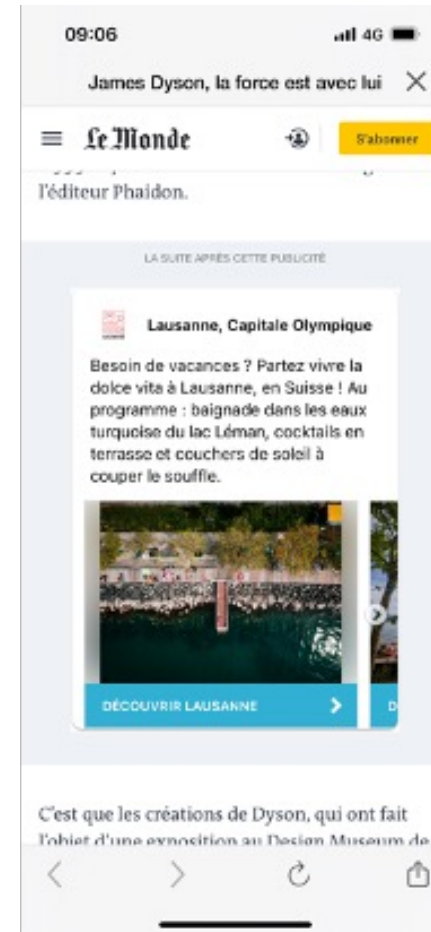 09:06
4G
James Dyson, la force est avec lui
Le Monde
S'abonner
l'éditeur Phaidon.
LA SUITE APRÈS CETTE PUBLICITÉ
Lausanne, Capitale Olympique
Besoin de vacances ? Partez vivre la
dolce vita à Lausanne, en Suisse ! Au
programme : baignade dans les eaux
turquoise du lac Léman, cocktails en
terrasse et couchers de soleil à
couper le souffle.
DÉCOUVRIR LAUSANNE
D
C'est que les créations de Dyson, qui ont fait
l'objet d'une exposition au Design Museum de